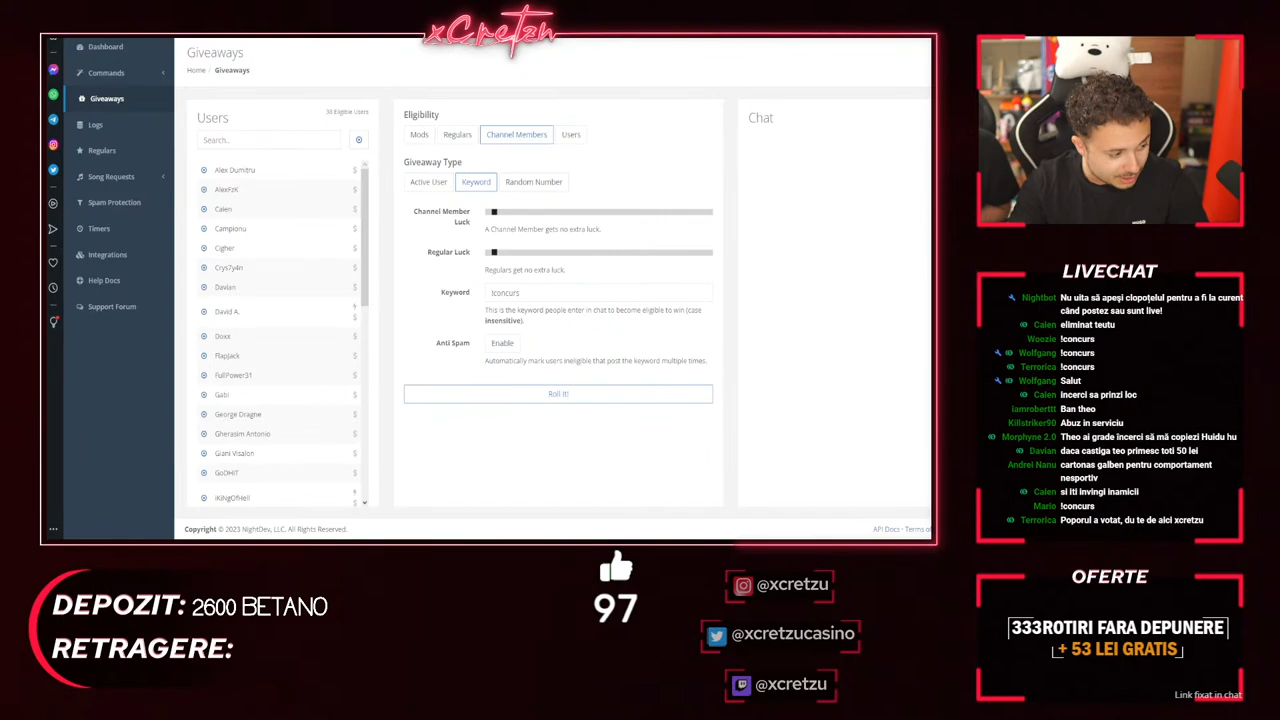 xCretzu
Dashboard
Commands
Giveaways
Logs
Regulars
Song Requests
Spam Protection
Timers
Integrations
Help Docs
Support Forum
Giveaways
Home / Giveaways
Users
38 Eligible Users
Search..
Alex Dumitru $
AlexFzK $
Calen $
Campionu $
Cigher $
Crys7y4n $
Davian $
David A. $
Doxx $
FlapJack $
FullPower31 $
Gabi $
George Dragne $
Gherasim Antonio $
Giani Visalon $
GoDHiT $
iKiNgOfHell $
Eligibility
Mods Regulars Channel Members Users
Giveaway Type
Active User Keyword Random Number
Channel Member Luck
A Channel Member gets no extra luck.
Regular Luck
Regulars get no extra luck.
Keyword
!concurs
This is the keyword people enter in chat to become eligible to win (case
insensitive).
Anti Spam
Enable
Automatically mark users ineligible that post the keyword multiple times.
Roll It!
Chat
Copyright © 2023 NightDev, LLC. All Rights Reserved.
API Docs - Terms o
LIVECHAT
Nightbot Nu uita să apeși clopoțelul pentru a fi la curent
când postez sau sunt live!
Calen eliminat teutu
Woozie !concurs
Wolfgang !concurs
Terrorica !concurs
Wolfgang Salut
Calen Incerci sa prinzi loc
iamroberttt Ban theo
Killstriker90 Abuz in serviciu
Morphyne 2.0 Theo ai grade încerci să mă copiezi Huidu hu
Davian daca castiga teo primesc toti 50 lei
Andrei Nanu cartonas galben pentru comportament
nesportiv
Calen si iti invingi inamicii
Mario !concurs
Terrorica Poporul a votat, du te de aici xcretzu
DEPOZIT: 2600 BETANO
RETRAGERE:
97
@xcretzu
@xcretzucasino
@xcretzu
OFERTE
333ROTIRI FARA DEPUNERE
+ 53 LEI GRATIS
Link fixat in chat